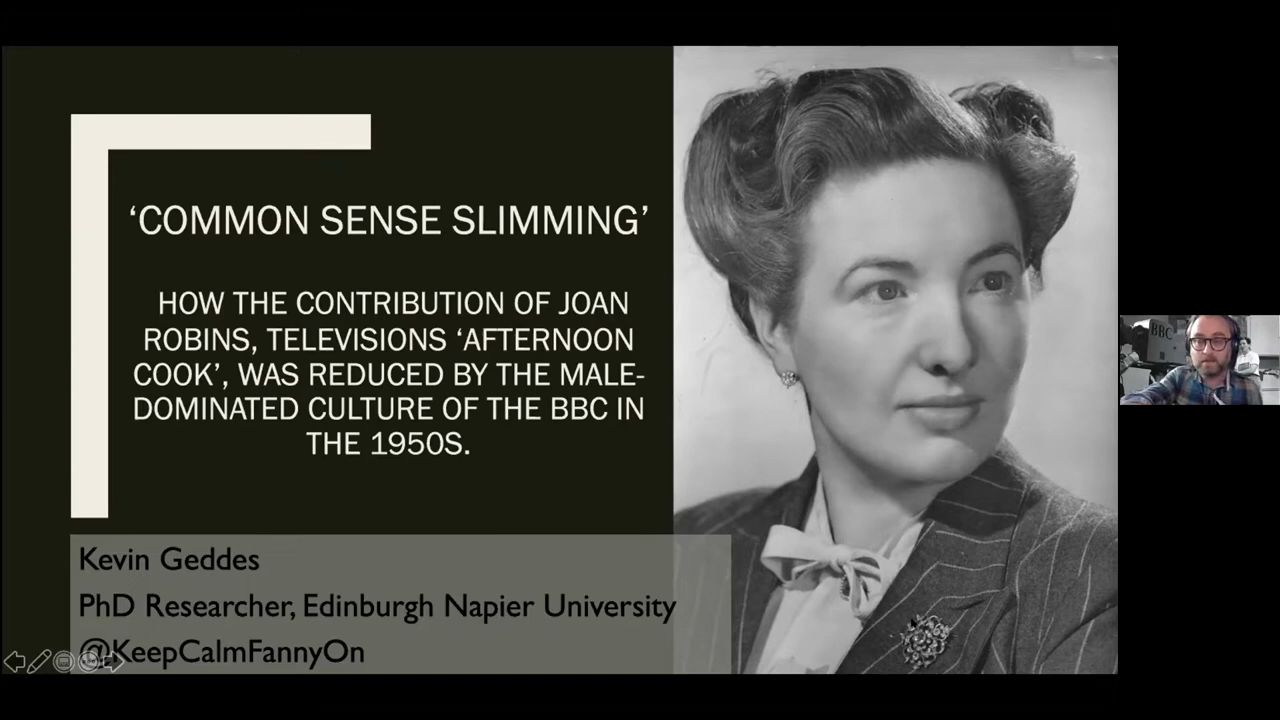 ‘COMMON SENSE SLIMMING’
HOW THE CONTRIBUTION OF JOAN
ROBINS, TELEVISIONS ‘AFTERNOON
COOK’, WAS REDUCED BY THE MALE-
DOMINATED CULTURE OF THE BBC IN
THE 1950S.
Kevin Geddes
PhD Researcher, Edinburgh Napier University
@KeepCalmFannyOn
BBC